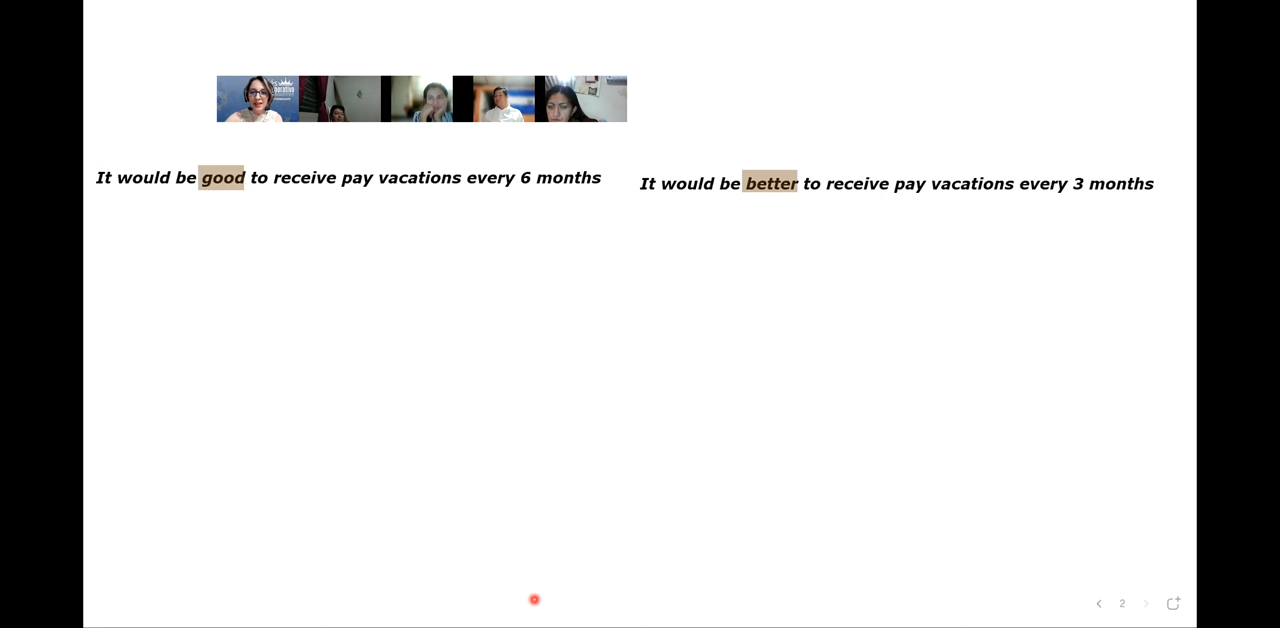 It would be good to receive pay vacations every 6 months
It would be better to receive pay vacations every 3 months
2